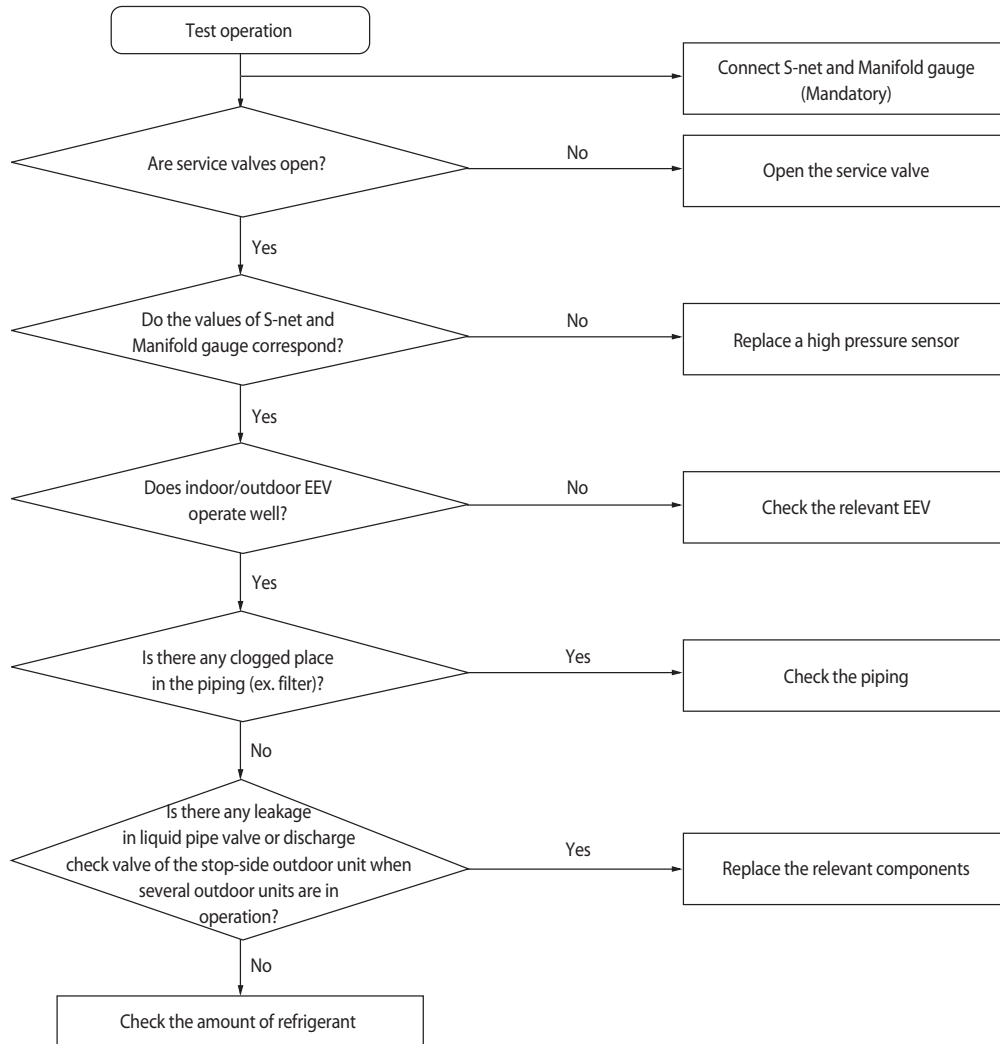 Test operation
Connect S-net and Manifold gauge
(Mandatory)
Are service valves open?
No
Open the service valve
Yes
Do the values of S-net and
Manifold gauge correspond?
No
Replace a high pressure sensor
Yes
Does indoor/outdoor EEV
operate well?
No
Check the relevant EEV
Yes
Is there any clogged place
in the piping (ex. filter)?
Yes
Check the piping
No
Is there any leakage
in liquid pipe valve or discharge
check valve of the stop-side outdoor unit when
several outdoor units are in
operation?
Yes
Replace the relevant components
No
Check the amount of refrigerant